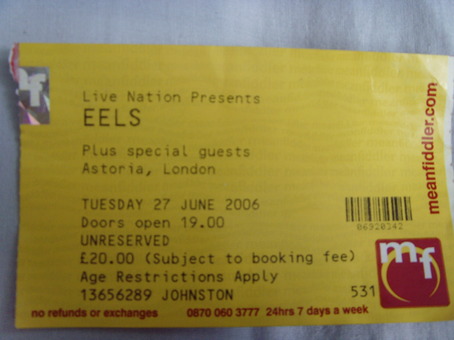 Live Nation Presents
EELS
Plus special guests
Astoria, London
TUESDAY 27 JUNE 2006
Doors open 19.00
UNRESERVED
£20.00 (Subject to booking fee)
Age Restrictions Apply
13656289 JOHNSTON
531
no refunds or exchanges 0870 060 3777 24hrs 7 days a week
meanfiddler.com
06920242
mf
mf